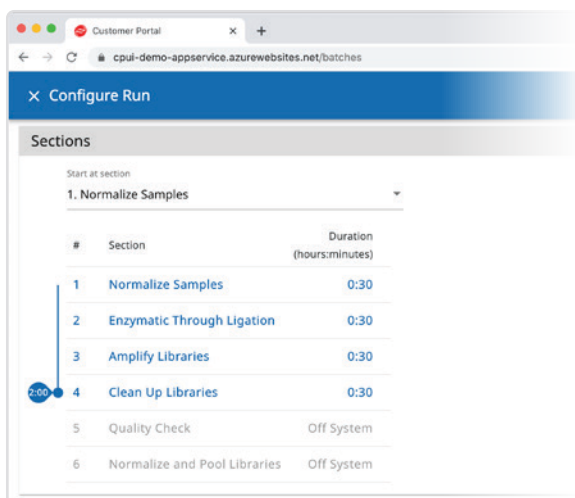 Customer Portal
cpui-demo-appservice.azurewebsites.net/batches
Configure Run
Sections
Start at section
1. Normalize Samples
# Section Duration
(hours:minutes)
1 Normalize Samples 0:30
2 Enzymatic Through Ligation 0:30
3 Amplify Libraries 0:30
2:00 4 Clean Up Libraries 0:30
5 Quality Check Off System
6 Normalize and Pool Libraries Off System